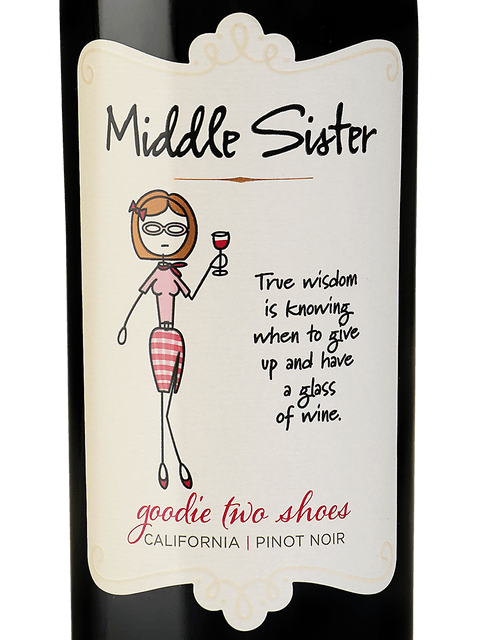 Middle Sister
True wisdom
is knowing
when to give
up and have
a glass
of wine.
goodie two shoes
CALIFORNIA | PINOT NOIR